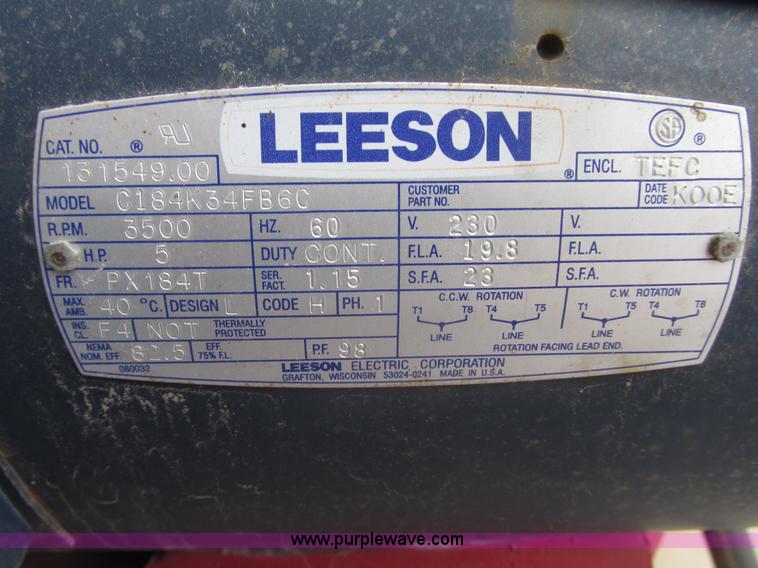 LEESON ®
CAT. NO. ® 131549.00
SA ®
ENCL. TEFC
MODEL C184K34FB6C
CUSTOMER PART NO.
DATE CODE K00E
R.P.M. 3500 HZ. 60 V. 230 V.
H.P. 5 DUTY CONT. F.L.A. 19.8 F.L.A.
FR. PX184T SER. FACT. 1.15 S.F.A. 23 S.F.A.
MAX. AMB. 40 °C. DESIGN L CODE H PH. 1
C.C.W. ROTATION C.W. ROTATION
T1 T8 T4 T5 T1 T5 T4 T8
LINE LINE LINE LINE
INS. CL. F4 NOT THERMALLY PROTECTED
ROTATION FACING LEAD END.
NEMA NOM. EFF. 82.5 EFF. 75% F.L. P.F. 98
080032
LEESON ELECTRIC CORPORATION
GRAFTON, WISCONSIN 53024-0241 MADE IN U.S.A.
www.purplewave.com